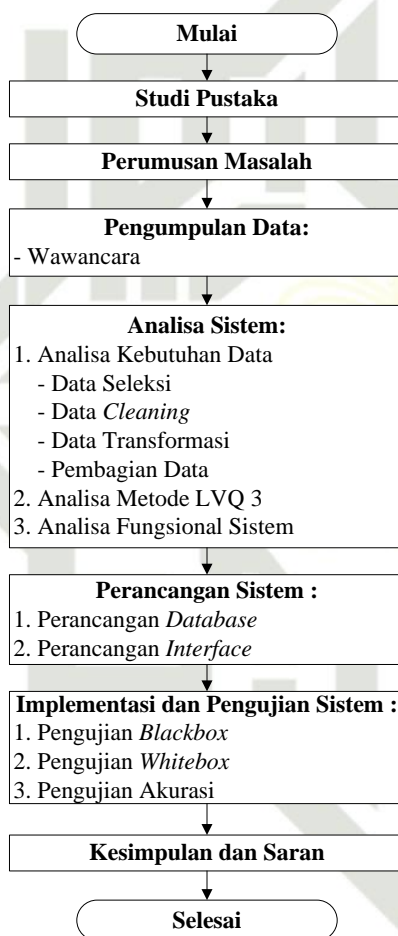 Mulai
Studi Pustaka
Perumusan Masalah
Pengumpulan Data:
- Wawancara
Analisa Sistem:
1. Analisa Kebutuhan Data
- Data Seleksi
- Data Cleaning
- Data Transformasi
- Pembagian Data
2. Analisa Metode LVQ 3
3. Analisa Fungsional Sistem
Perancangan Sistem :
1. Perancangan Database
2. Perancangan Interface
Implementasi dan Pengujian Sistem :
1. Pengujian Blackbox
2. Pengujian Whitebox
3. Pengujian Akurasi
Kesimpulan dan Saran
Selesai